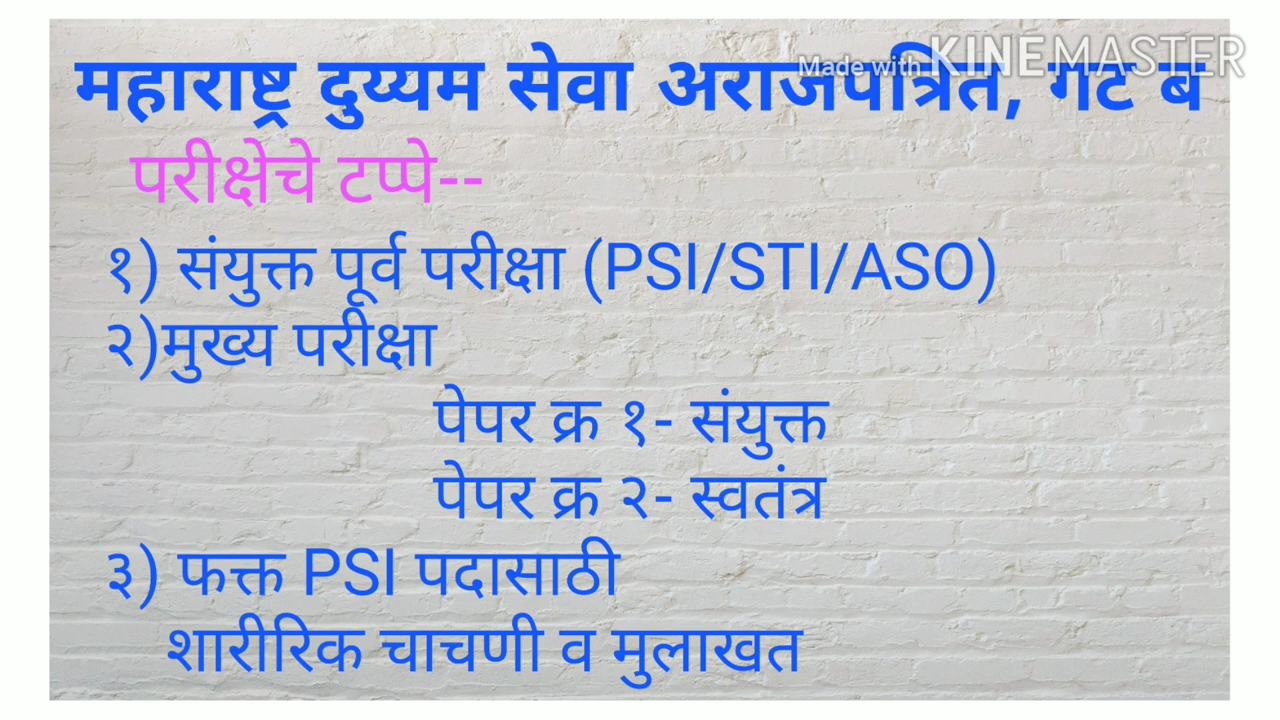 Made with KINEMASTER
महाराष्ट्र दुय्यम सेवा अराजपत्रित, गट ब
परीक्षेचे टप्पे--
१) संयुक्त पूर्व परीक्षा (PSI/STI/ASO)
२)मुख्य परीक्षा
पेपर क्र १- संयुक्त
पेपर क्र २- स्वतंत्र
३) फक्त PSI पदासाठी
शारीरिक चाचणी व मुलाखत